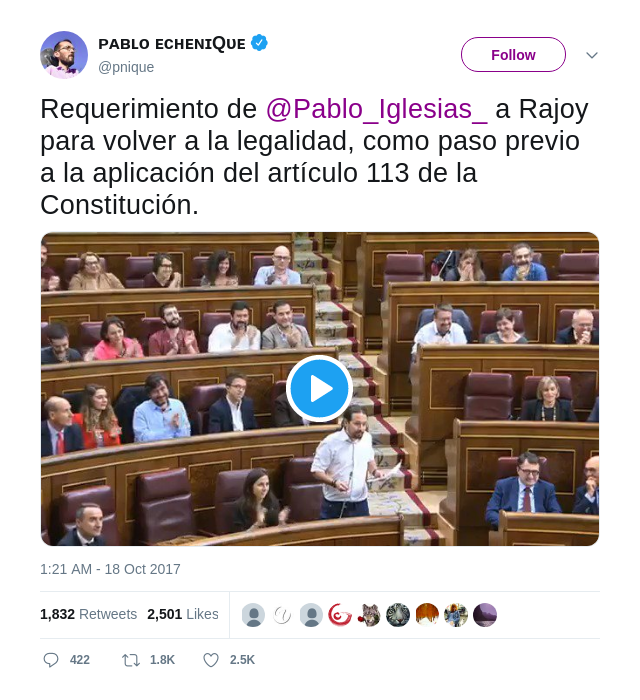 PABLO ECHENIQUE
@pnique
Follow
Requerimiento de @Pablo_Iglesias_ a Rajoy
para volver a la legalidad, como paso previo
a la aplicación del artículo 113 de la
Constitución.
1:21 AM - 18 Oct 2017
1,832 Retweets 2,501 Likes
422 1.8K 2.5K